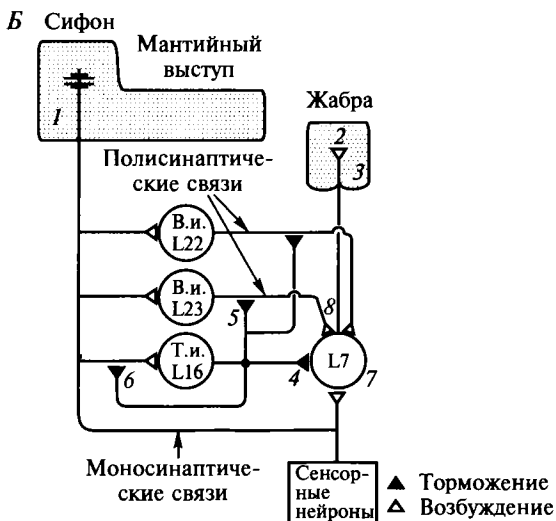 Б Сифон
Мантийный
выступ
1
Жабра
2
3
Полисинаптиче-
ские связи
В.и.
L22
В.и.
L23
5
8
Т.и.
L16
6
4
L7
7
Моносинаптиче-
ские связи
Сенсор-
ные
нейроны
▲ Торможение
△ Возбуждение